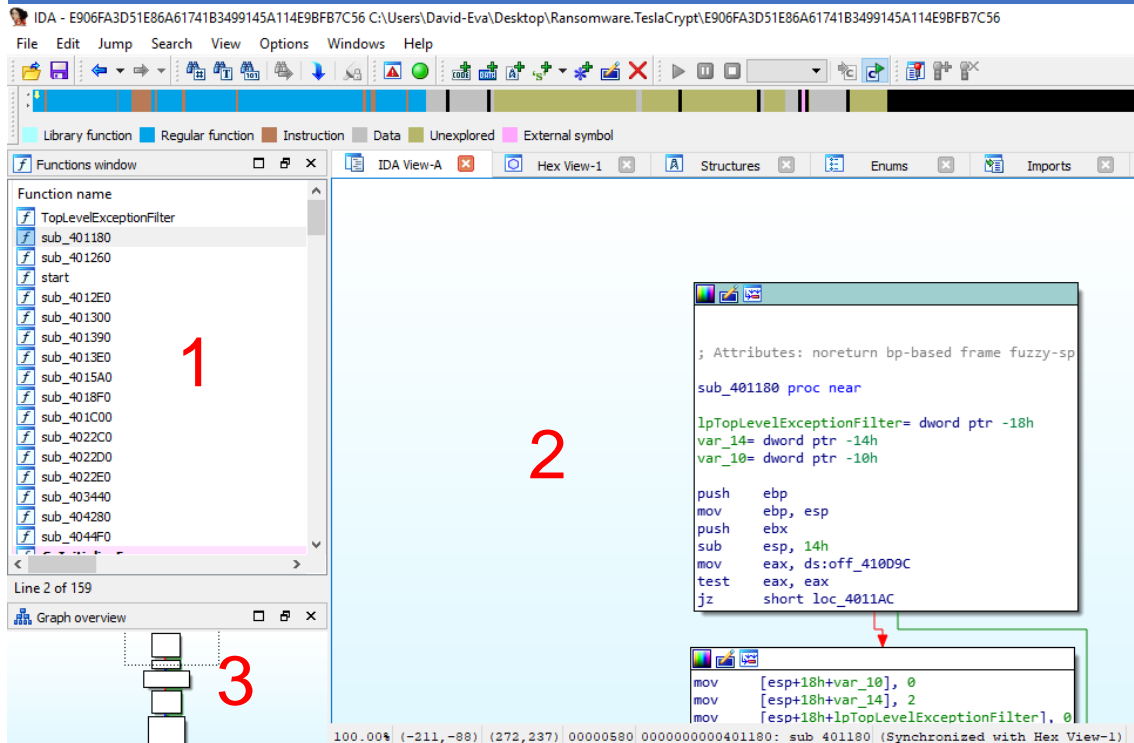 IDA - E906FA3D51E86A61741B3499145A114E9BFB7C56 C:\Users\David-Eva\Desktop\Ransomware.TeslaCrypt\E906FA3D51E86A61741B3499145A114E9BFB7C56
File Edit Jump Search View Options Windows Help
Library function Regular function Instruction Data Unexplored External symbol
Functions window
IDA View-A Hex View-1 Structures Enums Imports
Function name
TopLevelExceptionFilter
sub_401180
sub_401260
start
sub_4012E0
sub_401300
sub_401390
sub_4013E0
sub_4015A0
sub_4018F0
sub_401C00
sub_4022C0
sub_4022D0
sub_4022E0
sub_403440
sub_404280
sub_4044F0
1
Line 2 of 159
Graph overview
3
2
; Attributes: noreturn bp-based frame fuzzy-sp
sub_401180 proc near
lpTopLevelExceptionFilter= dword ptr -18h
var_14= dword ptr -14h
var_10= dword ptr -10h
push ebp
mov ebp, esp
push ebx
sub esp, 14h
mov eax, ds:off_410D9C
test eax, eax
jz short loc_4011AC
mov [esp+18h+var_10], 0
mov [esp+18h+var_14], 2
mov [esp+18h+lpTopLevelExceptionFilter], 0
100.00% (-211,-88) (272,237) 00000580 0000000000401180: sub_401180 (Synchronized with Hex View-1)